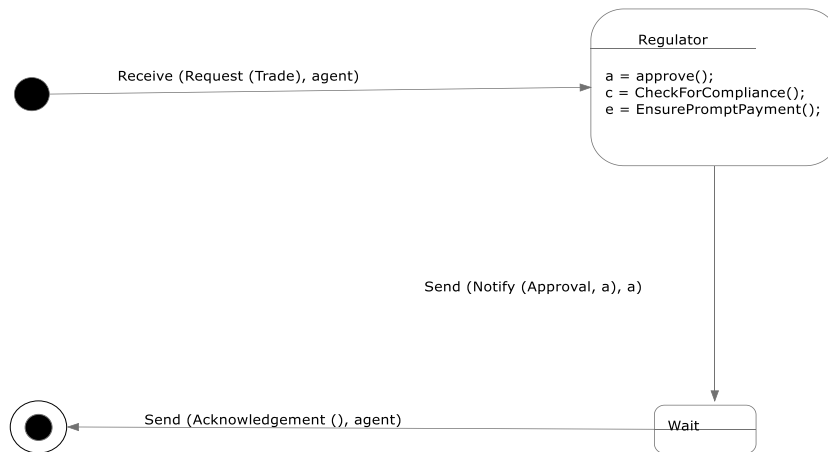 Regulator
Receive (Request (Trade), agent)
a = approve();
c = CheckForCompliance();
e = EnsurePromptPayment();
Send (Notify (Approval, a), a)
Send (Acknowledgement (), agent)
Wait